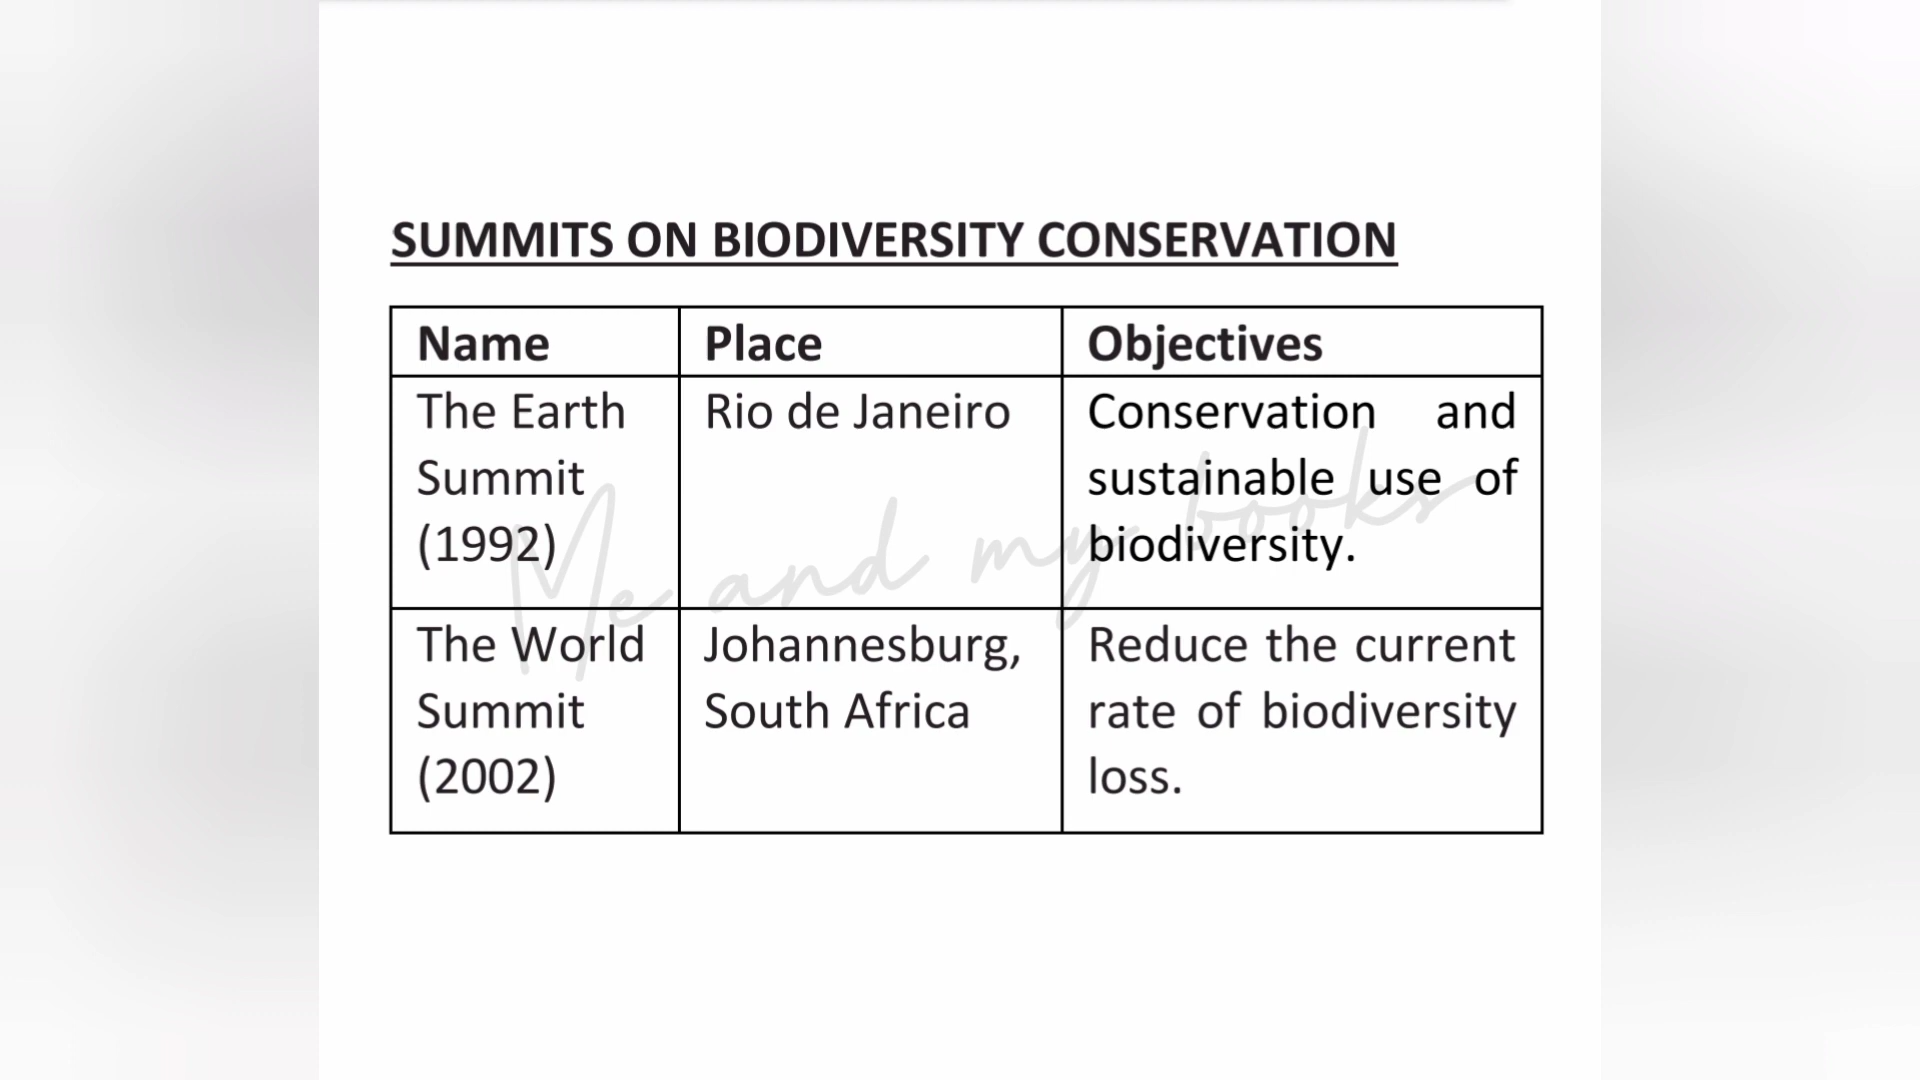 SUMMITS ON BIODIVERSITY CONSERVATION
Name
Place
Objectives
The Earth
Summit
(1992)
Rio de Janeiro
Conservation and
sustainable use of
biodiversity.
The World
Summit
(2002)
Johannesburg,
South Africa
Reduce the current
rate of biodiversity
loss.
Me and my books